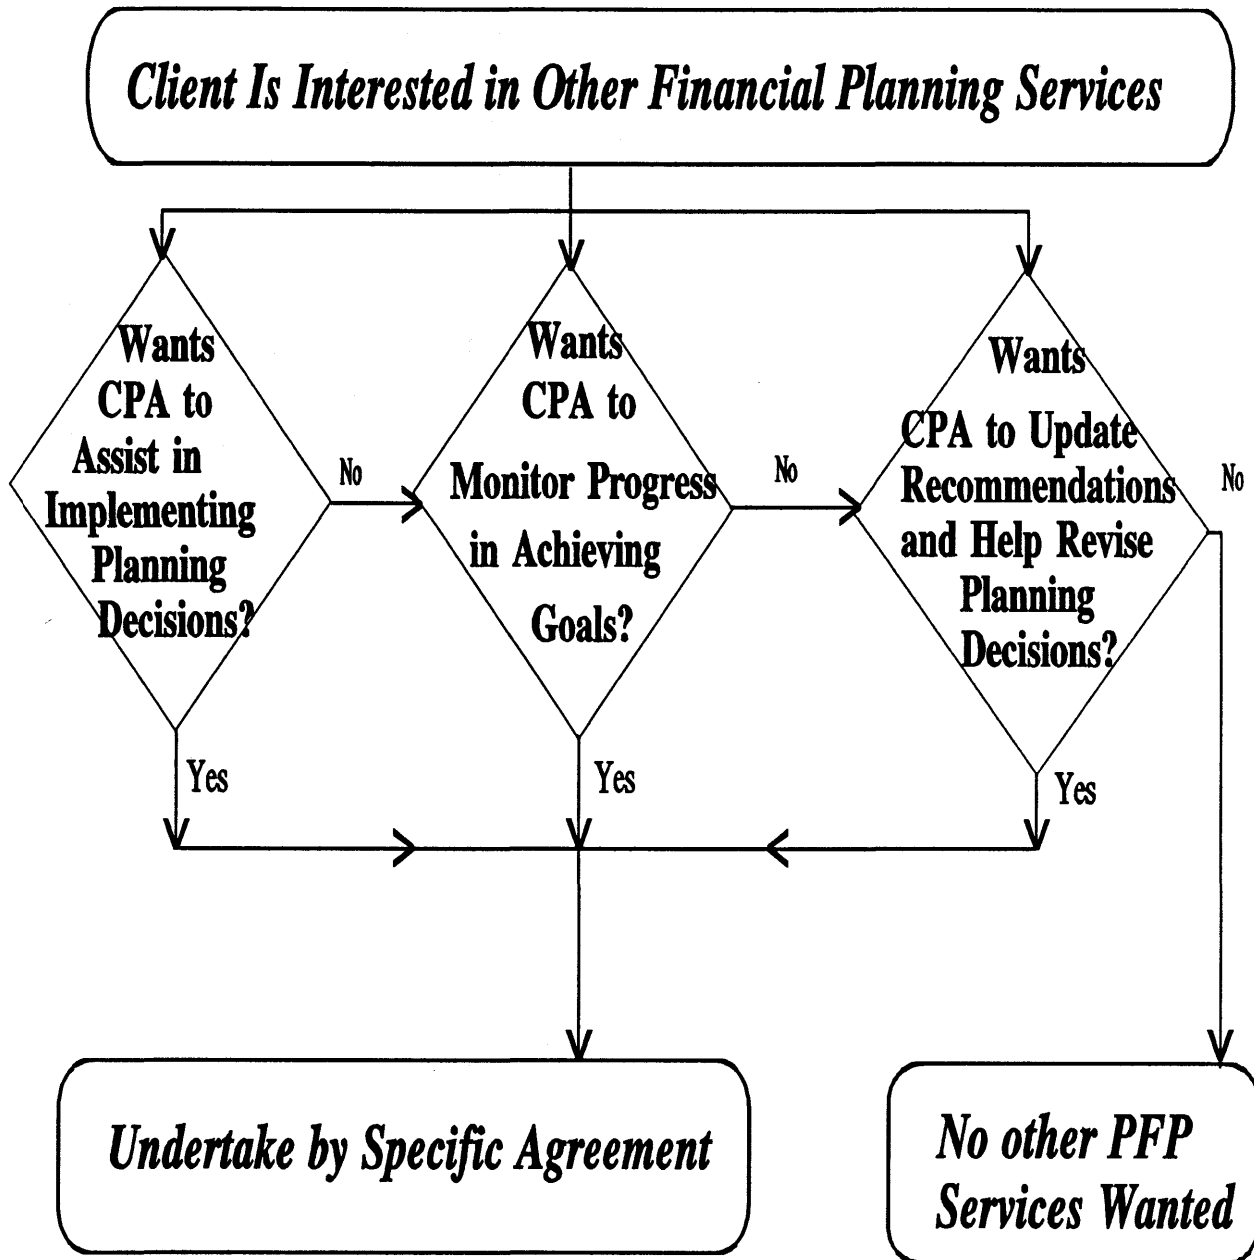 Client Is Interested in Other Financial Planning Services
Wants
CPA to
Assist in
Implementing
Planning
Decisions?
No
Yes
Wants
CPA to
Monitor Progress
in Achieving
Goals?
No
Yes
Wants
CPA to Update
Recommendations
and Help Revise
Planning
Decisions?
No
Yes
Undertake by Specific Agreement
No other PFP
Services Wanted